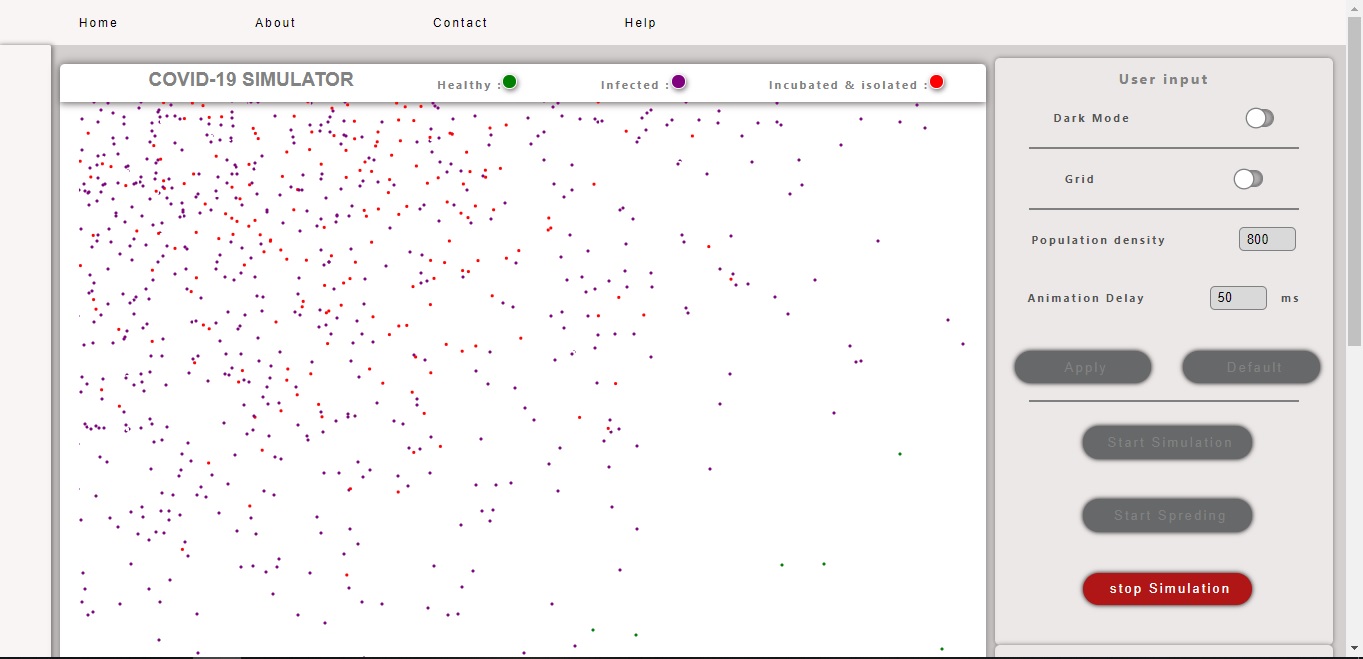 Home About Contact Help
COVID-19 SIMULATOR Healthy : Infected : Incubated & isolated :
User input
Dark Mode
Grid
Population density 800
Animation Delay 50 ms
Apply Default
Start Simulation
Start Spreding
stop Simulation